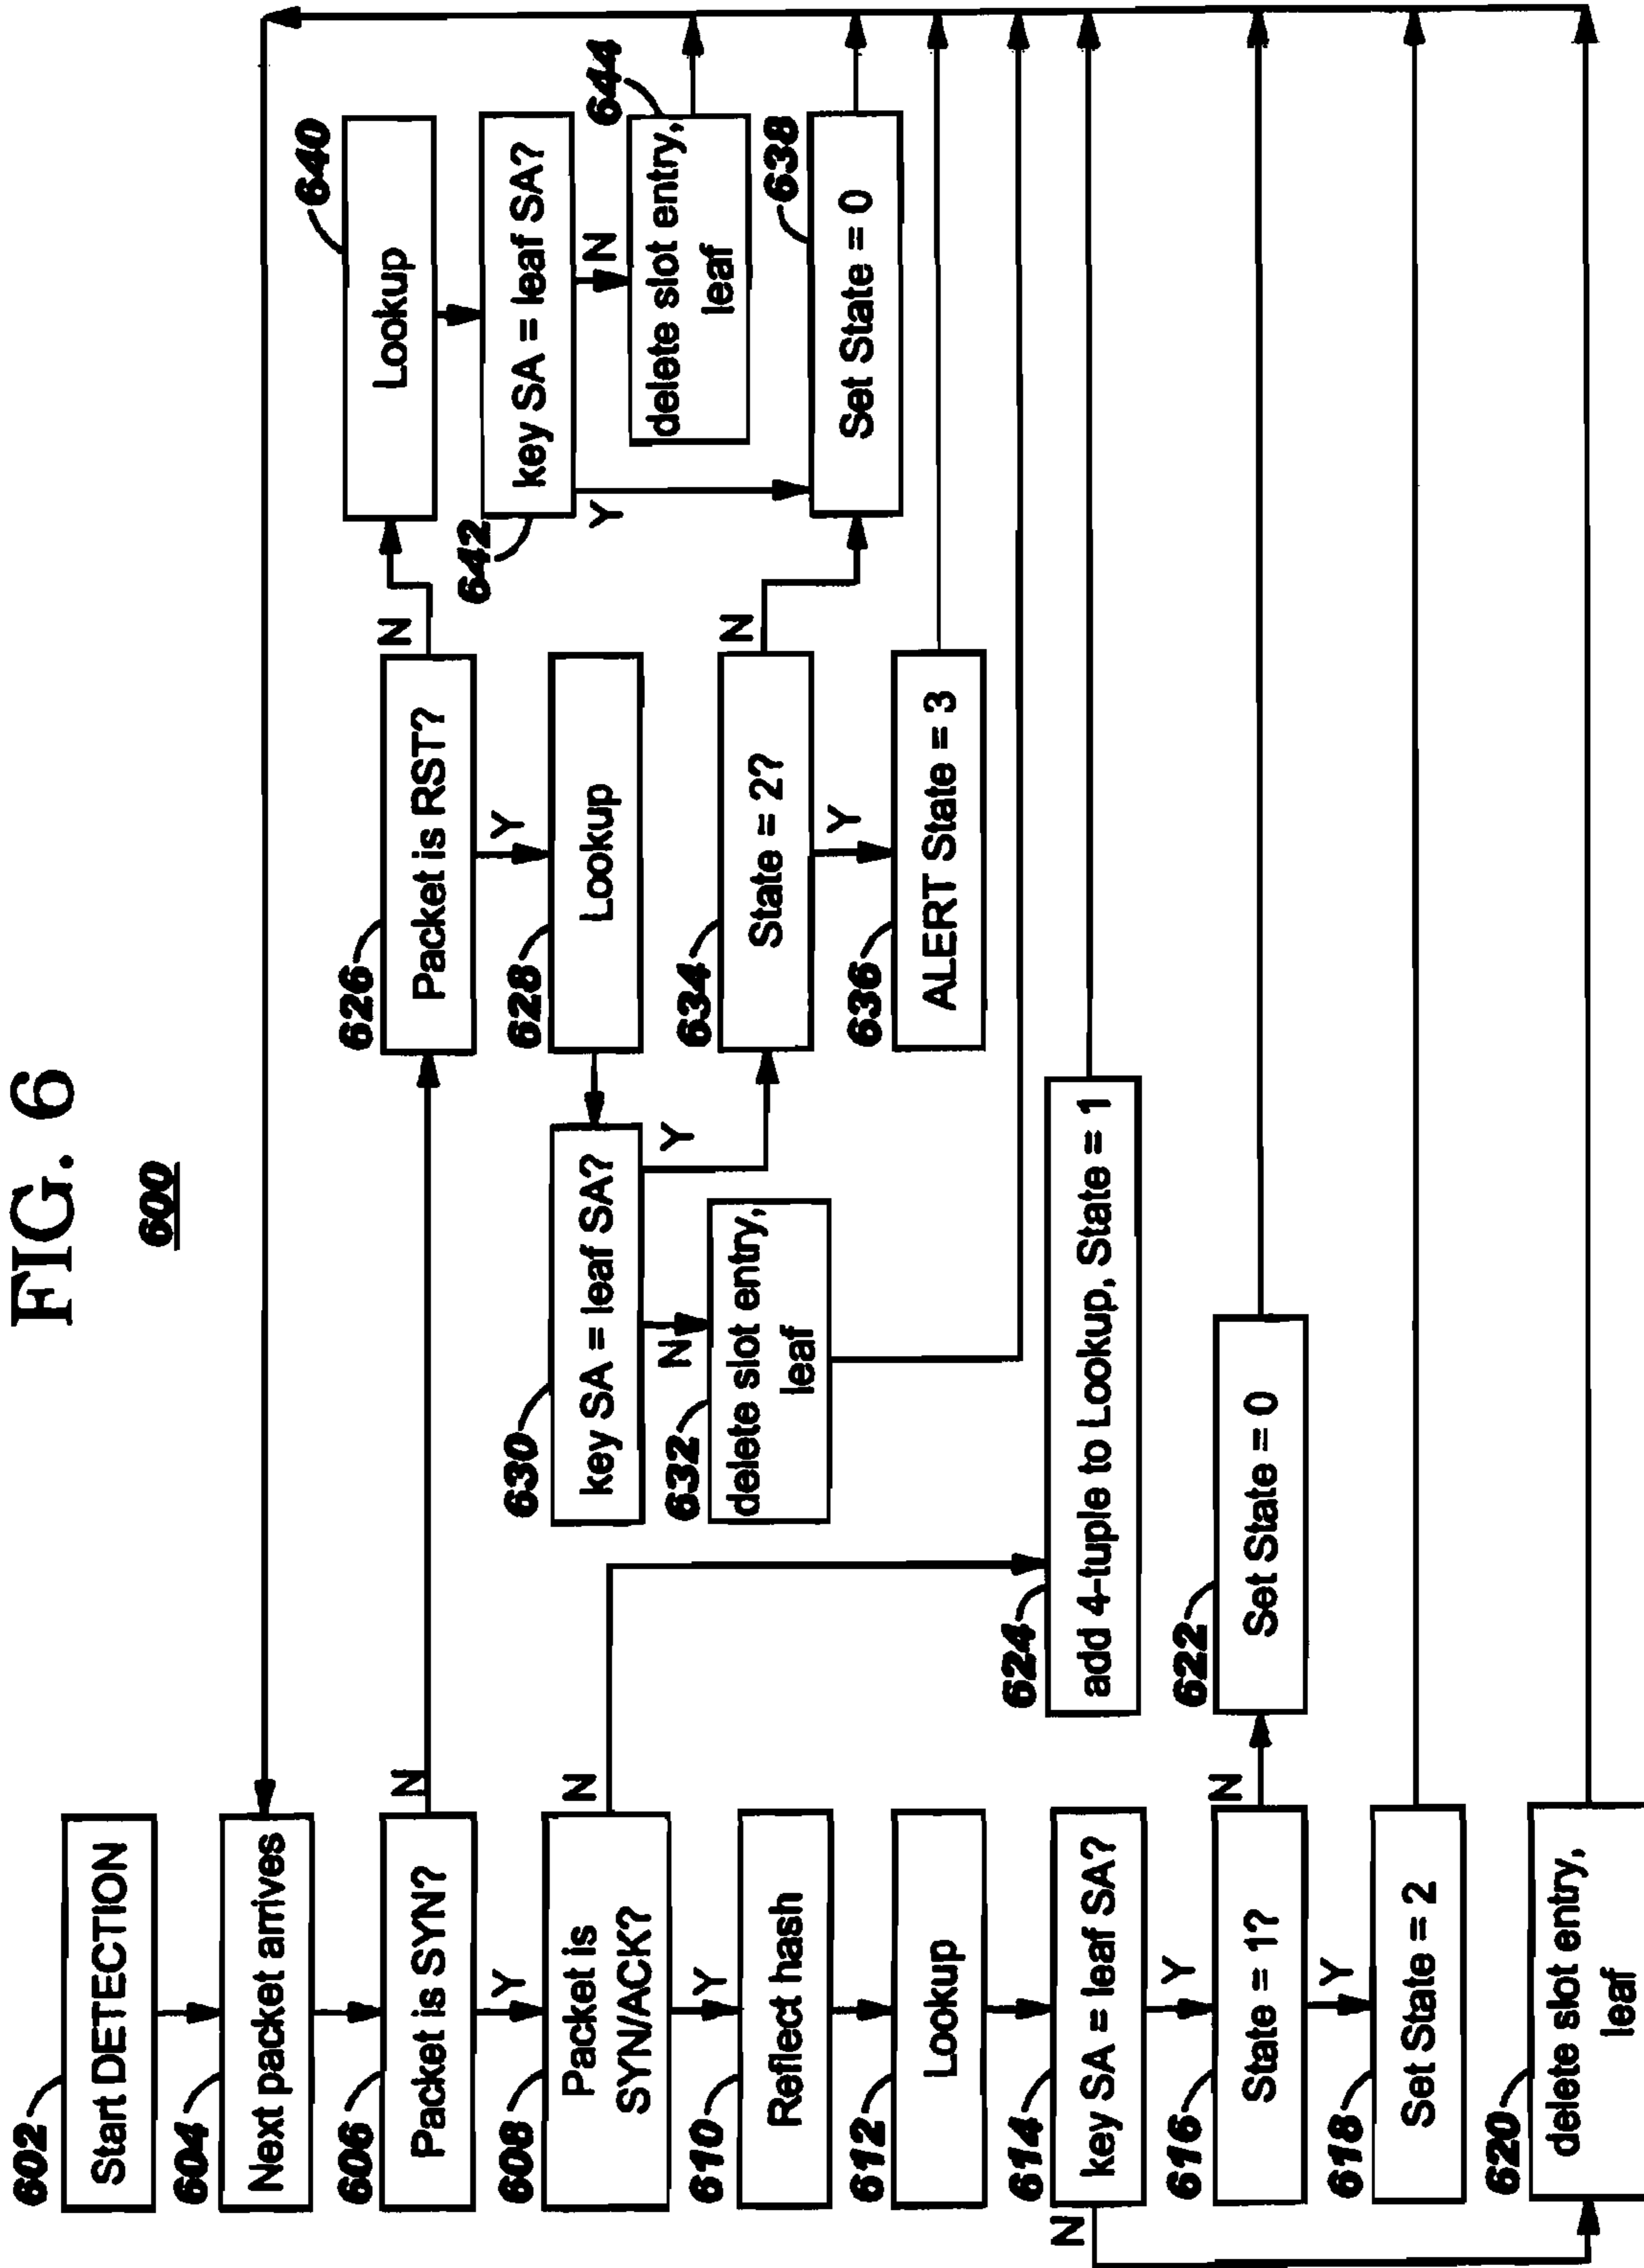 FIG. 6
600
602
Start DETECTION
604
Next packet arrives
606
Packet is SYN?
N
Y
608
Packet is
SYN/ACK?
N
Y
610
Reflect hash
612
Lookup
614
key SA = leaf SA?
N
Y
616
State = 1?
N
Y
618
Set State = 2
620
delete slot entry,
leaf
622
Set State = 0
624
add 4-tuple to Lookup, State = 1
626
Packet is RST?
N
Y
628
Lookup
630
key SA = leaf SA?
Y
N
632
delete slot entry,
leaf
634
State = 2?
N
Y
636
ALERT State = 3
640
Lookup
642
key SA = leaf SA?
Y
N
644
delete slot entry,
leaf
638
Set State = 0